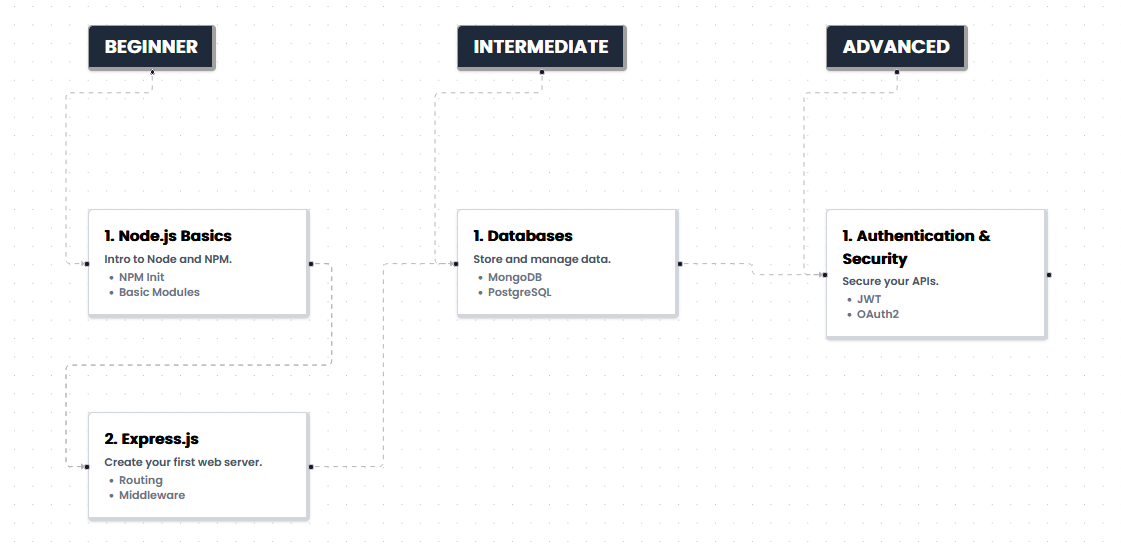 BEGINNER
INTERMEDIATE
ADVANCED
1. Node.js Basics
Intro to Node and NPM.
• NPM Init
• Basic Modules
2. Express.js
Create your first web server.
• Routing
• Middleware
1. Databases
Store and manage data.
• MongoDB
• PostgreSQL
1. Authentication &
Security
Secure your APIs.
• JWT
• OAuth2